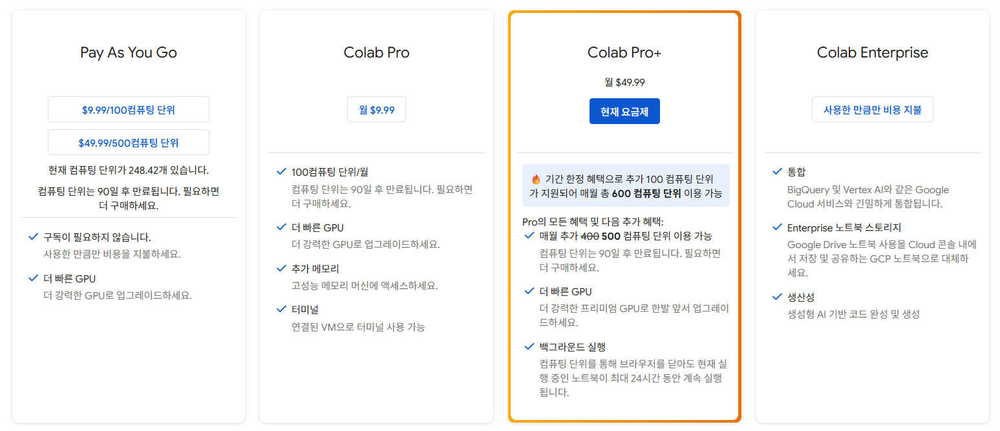 Pay As You Go
$9.99/100컴퓨팅 단위
$49.99/500컴퓨팅 단위
현재 컴퓨팅 단위가 248.42개 있습니다.
컴퓨팅 단위는 90일 후 만료됩니다. 필요하면
더 구매하세요.
구독이 필요하지 않습니다.
사용한 만큼만 비용을 지불하세요.
더 빠른 GPU
더 강력한 GPU로 업그레이드하세요.
Colab Pro
월 $9.99
100컴퓨팅 단위/월
컴퓨팅 단위는 90일 후 만료됩니다. 필요하면
더 구매하세요.
더 빠른 GPU
더 강력한 GPU로 업그레이드하세요.
추가 메모리
고성능 메모리 머신에 액세스하세요.
터미널
연결된 VM으로 터미널 사용 가능
Colab Pro+
월 $49.99
현재 요금제
🔥 기간 한정 혜택으로 추가 100 컴퓨팅 단위
가 지원되어 매월 총 600 컴퓨팅 단위 이용 가능
Pro의 모든 혜택 및 다음 추가 혜택:
매월 추가 400 500 컴퓨팅 단위 이용 가능
컴퓨팅 단위는 90일 후 만료됩니다. 필요하면
더 구매하세요.
더 빠른 GPU
더 강력한 프리미엄 GPU로 한발 앞서 업그레이
드하세요.
백그라운드 실행
컴퓨팅 단위를 통해 브라우저를 닫아도 현재 실
행 중인 노트북이 최대 24시간 동안 계속 실행
됩니다.
Colab Enterprise
사용한 만큼만 비용 지불
통합
BigQuery 및 Vertex AI와 같은 Google
Cloud 서비스와 긴밀하게 통합됩니다.
Enterprise 노트북 스토리지
Google Drive 노트북 사용을 Cloud 콘솔 내에
서 저장 및 공유하는 GCP 노트북으로 대체하
세요.
생산성
생성형 AI 기반 코드 완성 및 생성